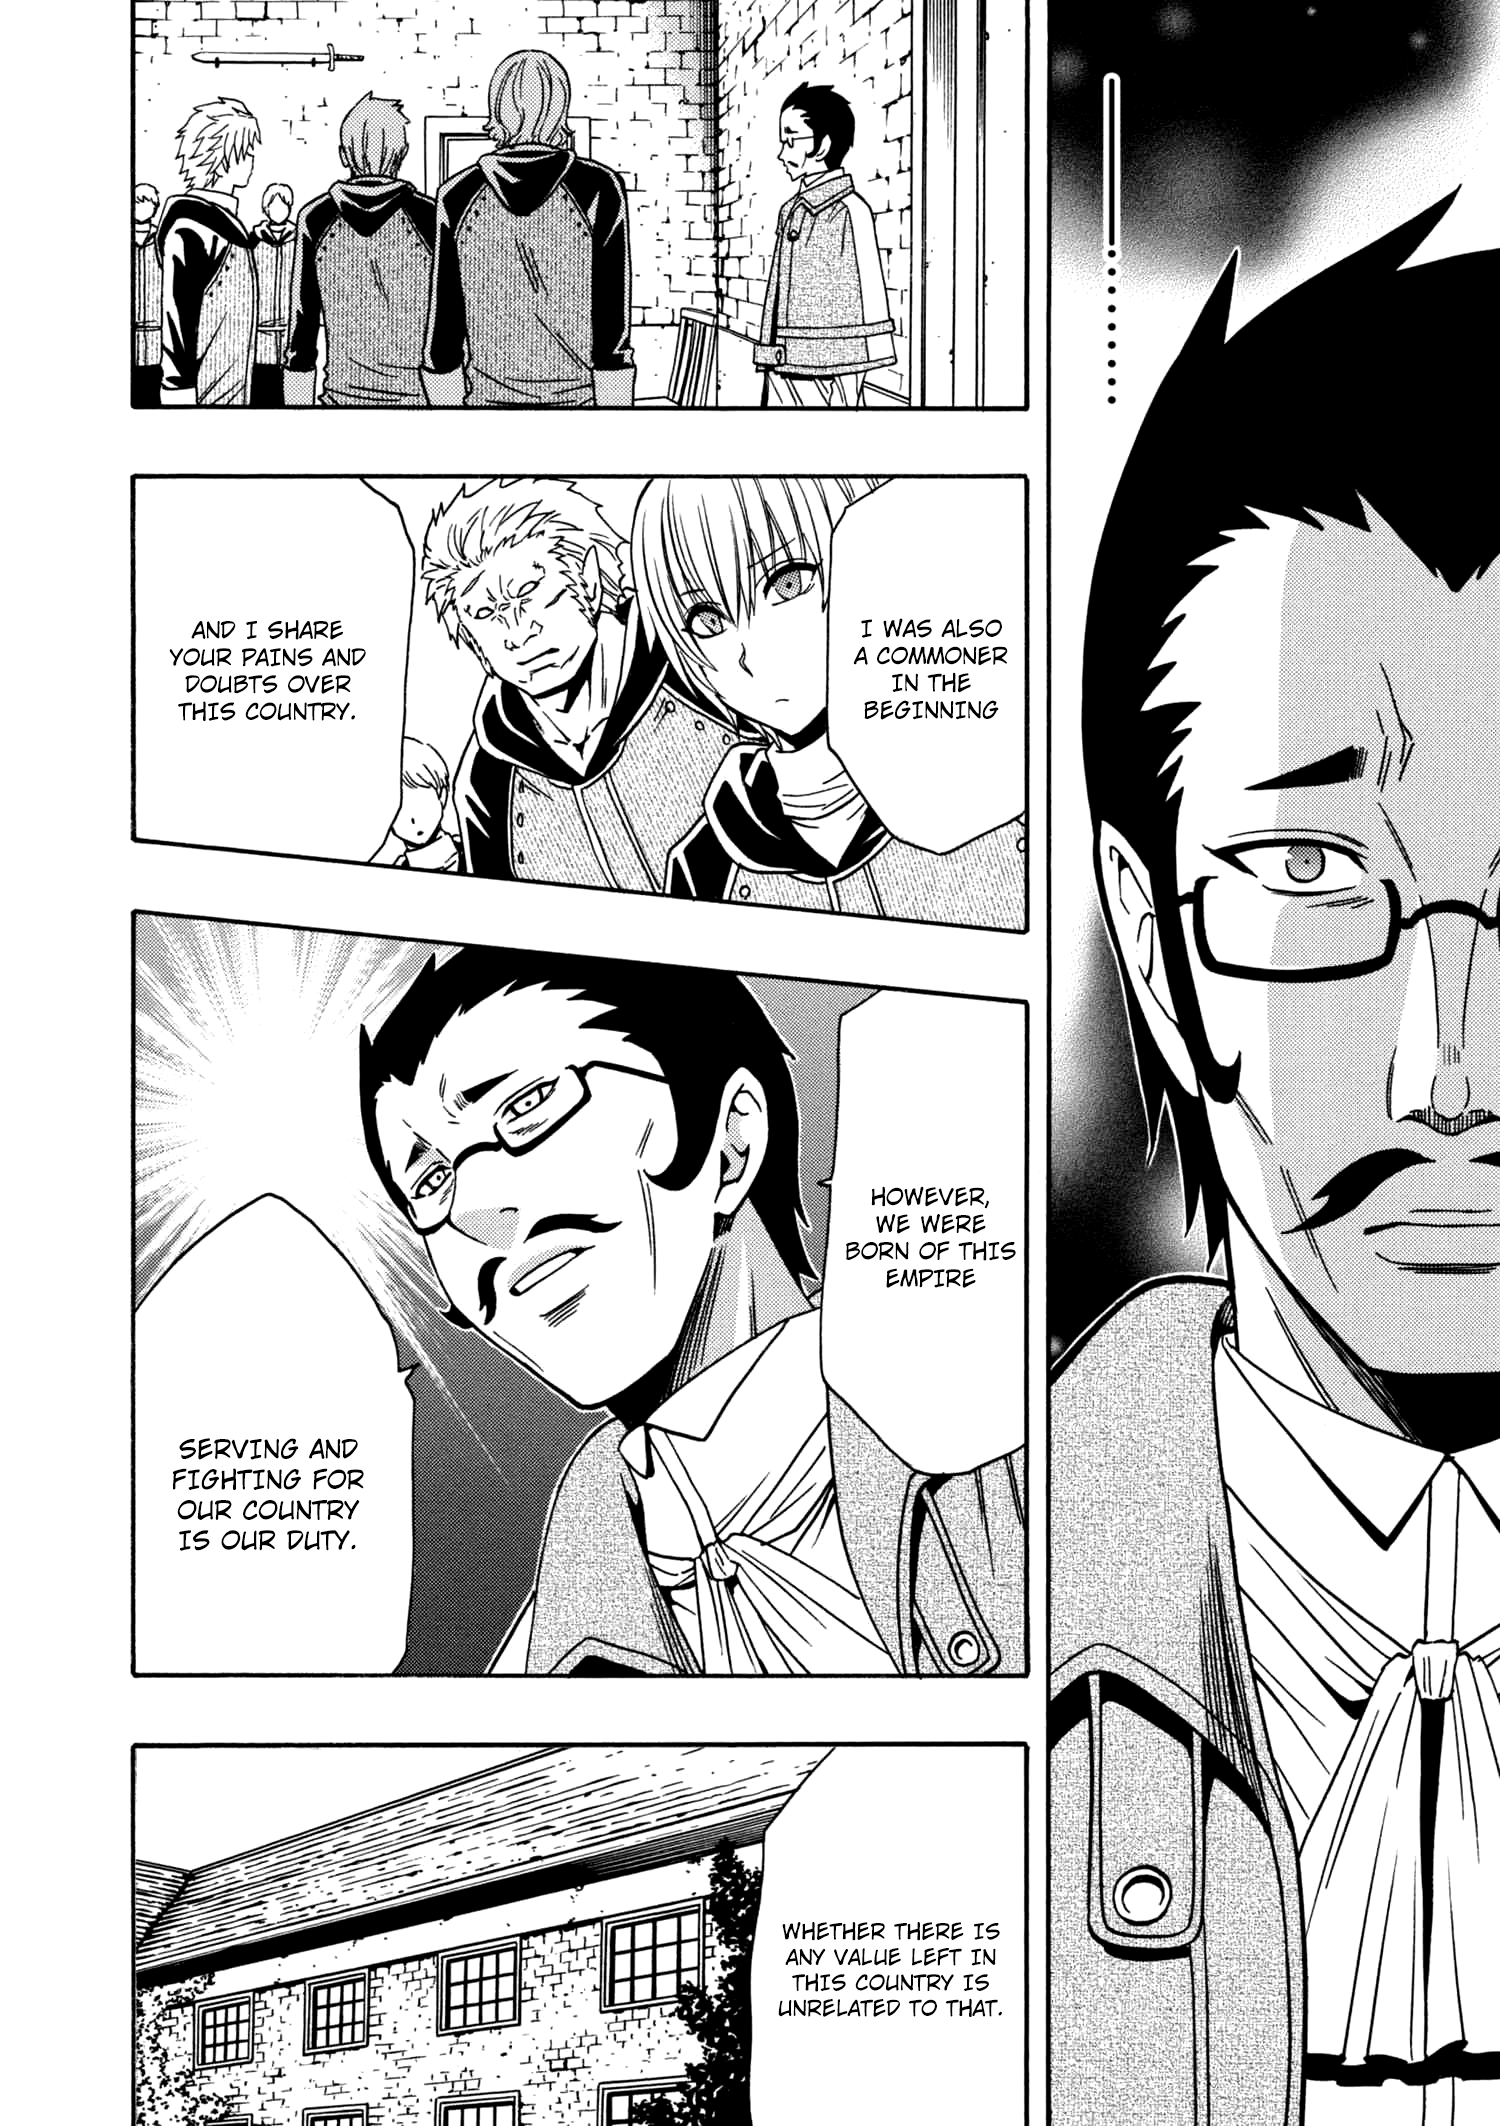 I WAS ALSO
A COMMONER
IN THE
BEGINNING
AND I SHARE
YOUR PAINS AND
DOUBTS OVER
THIS COUNTRY.
HOWEVER,
WE WERE
BORN OF THIS
EMPIRE
SERVING AND
FIGHTING FOR
OUR COUNTRY
IS OUR DUTY.
WHETHER THERE IS
ANY VALUE LEFT IN
THIS COUNTRY IS
UNRELATED TO THAT.